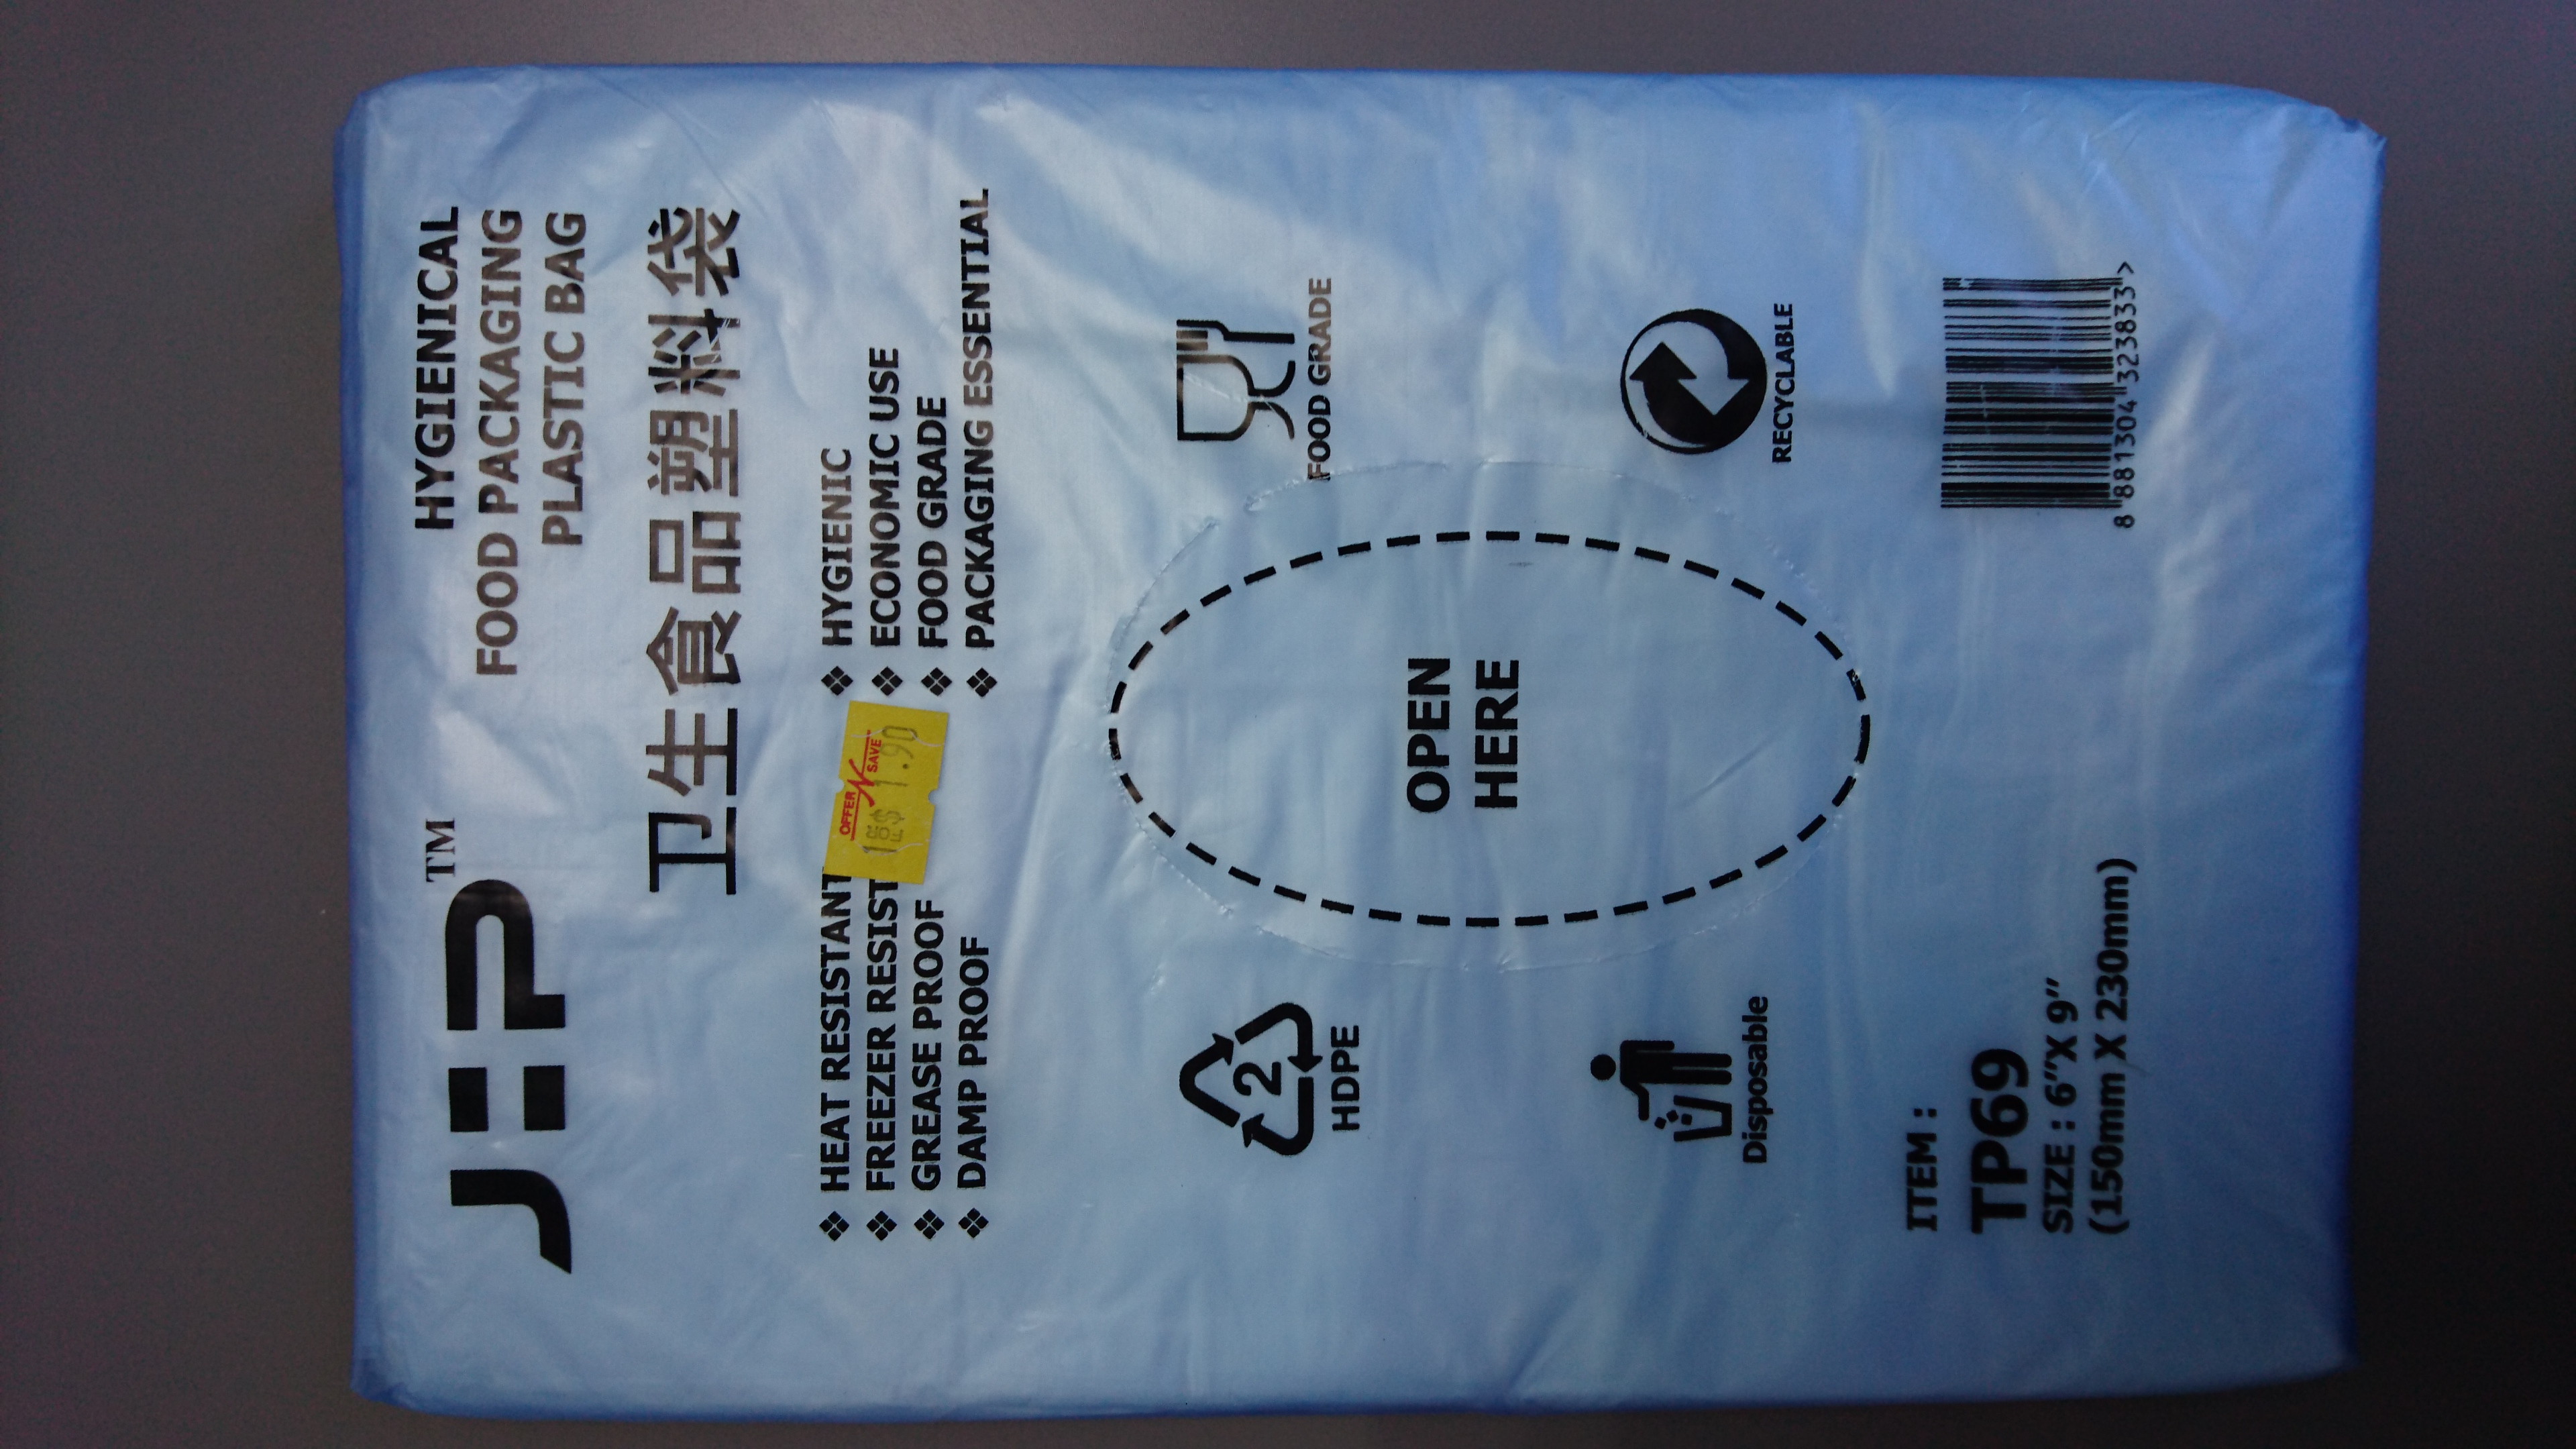 J:P™
HYGIENICAL
FOOD PACKAGING
PLASTIC BAG
卫生食品塑料袋
❖ HEAT RESISTANT
❖ FREEZER RESIST
❖ GREASE PROOF
❖ DAMP PROOF
OFFER N SAVE
1.90
❖ HYGIENIC
❖ ECONOMIC USE
❖ FOOD GRADE
❖ PACKAGING ESSENTIAL
2
HDPE
FOOD GRADE
OPEN
HERE
Disposable
RECYCLABLE
ITEM :
TP69
SIZE : 6"X 9"
(150mm X 230mm)
8 881304 323833 >